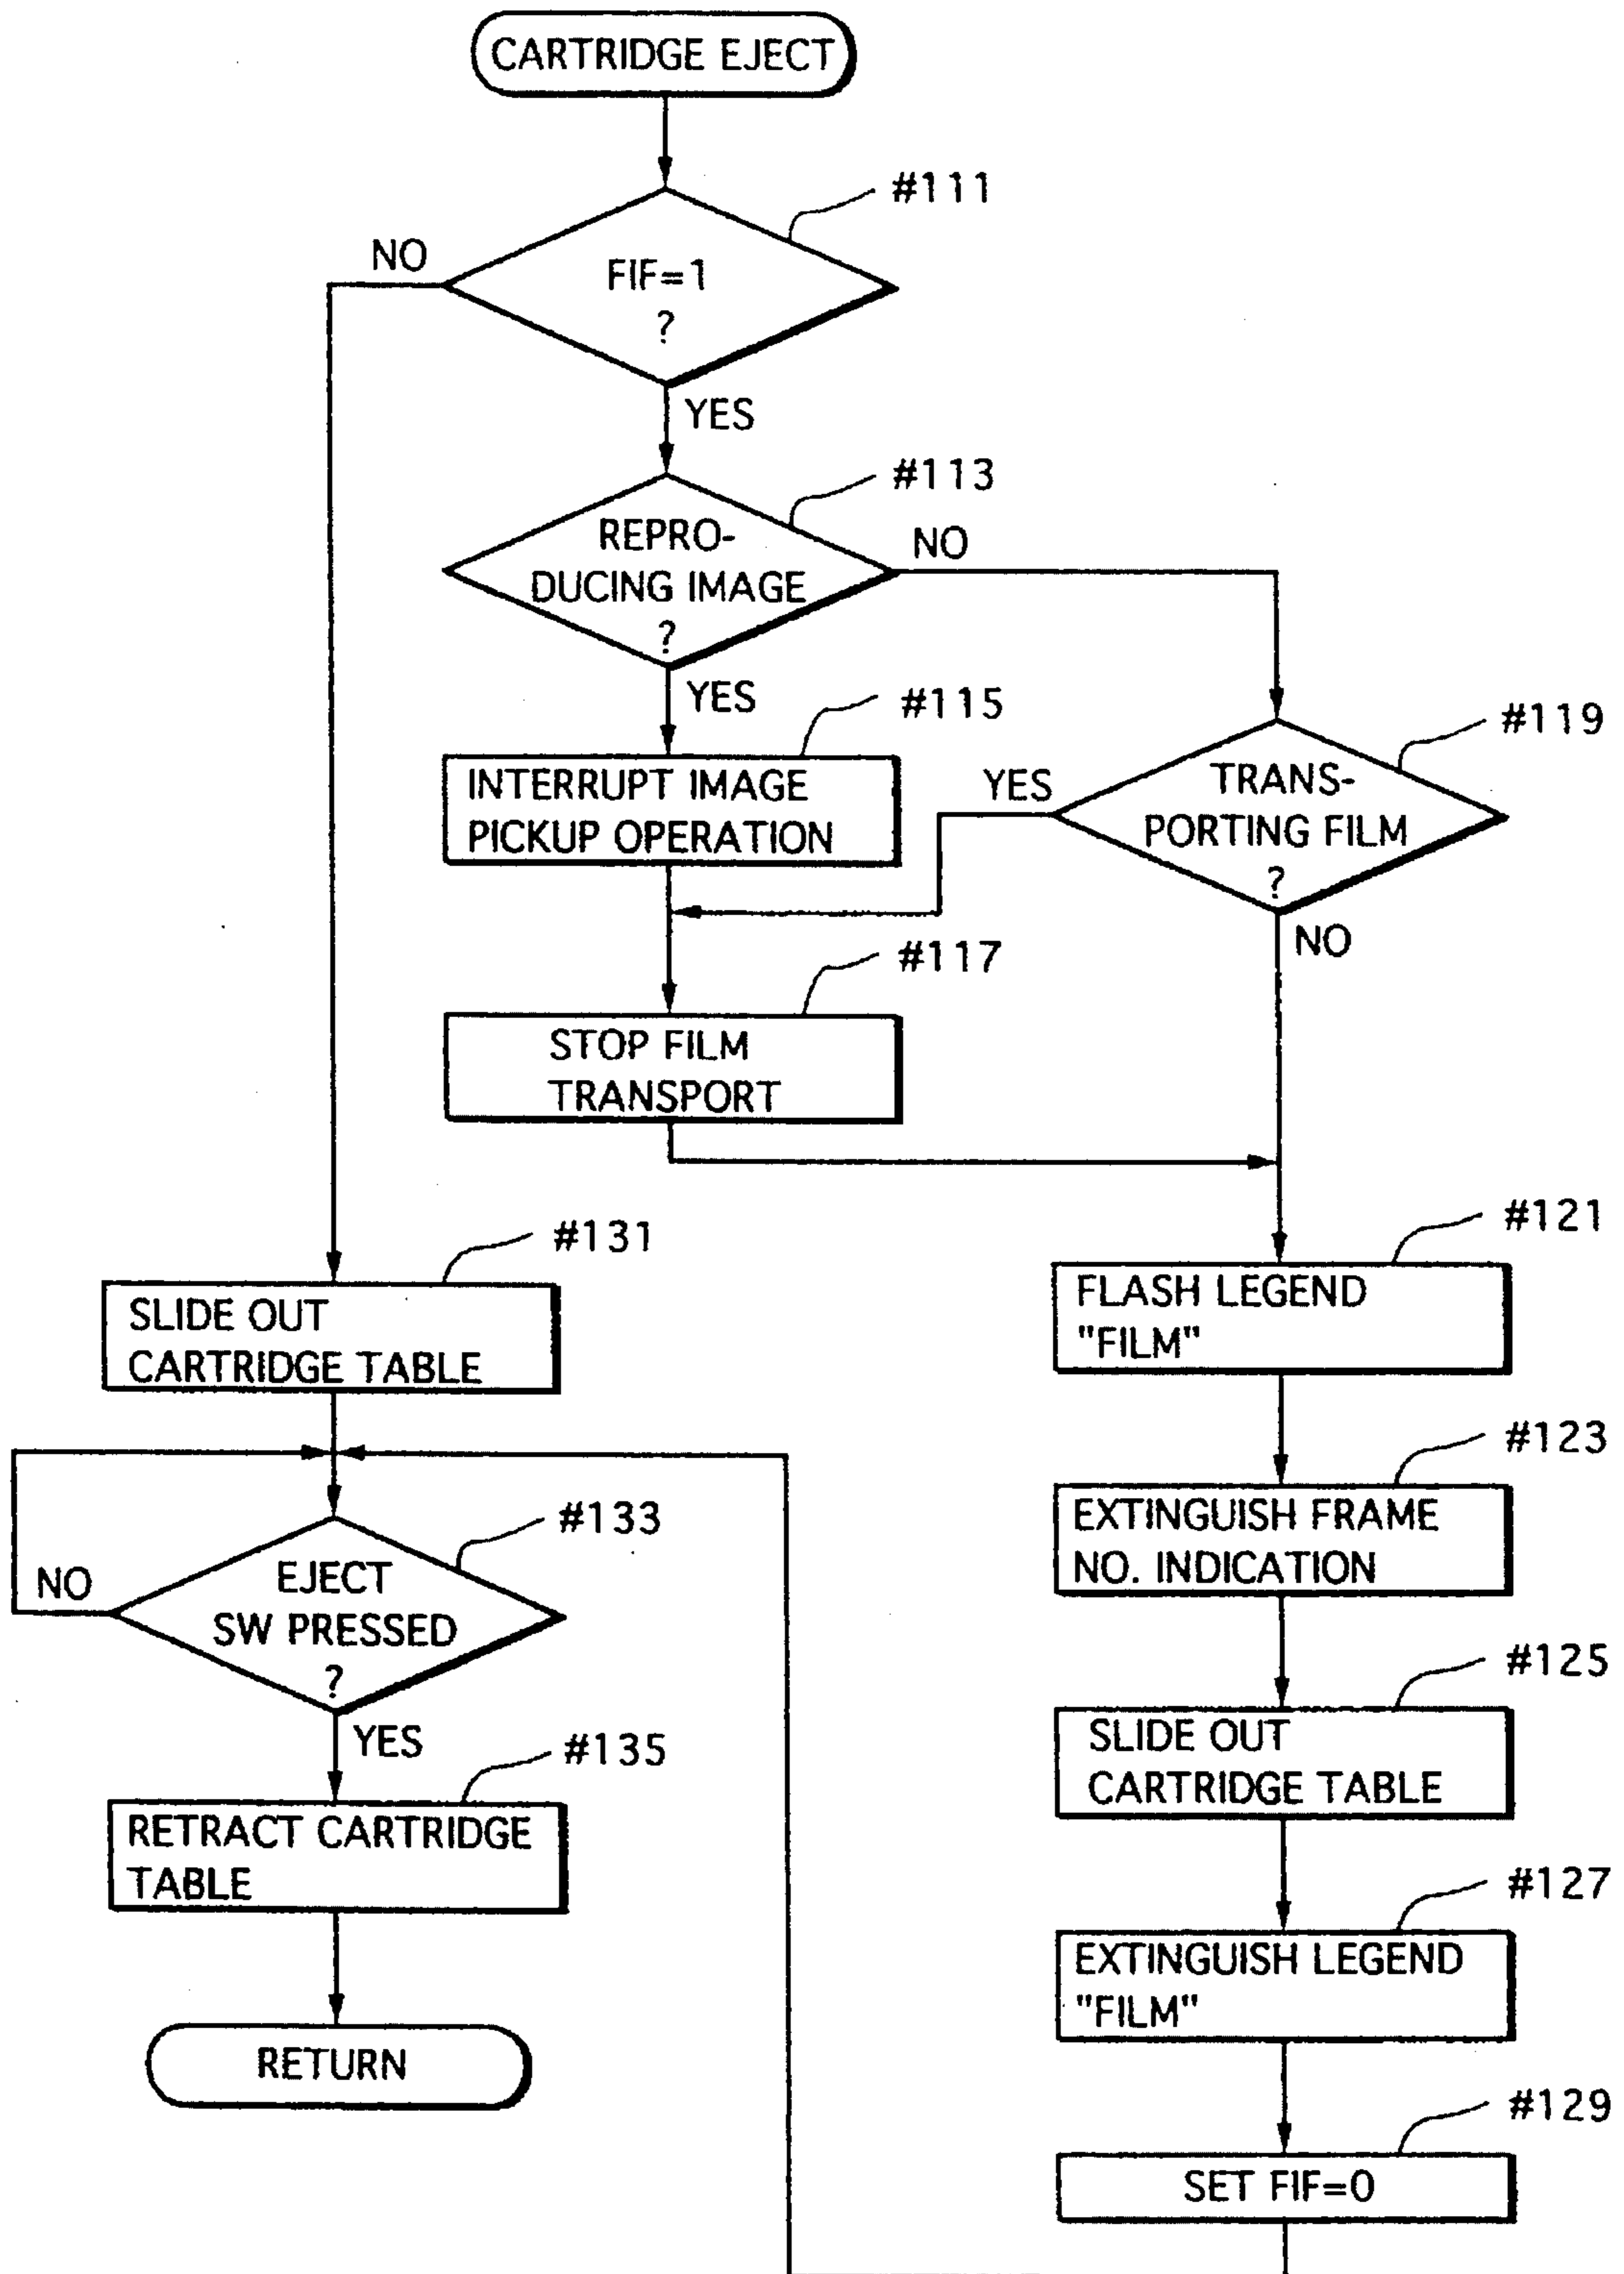 CARTRIDGE EJECT
#111
NO
FIF=1
?
YES
#113
REPRO-
DUCING IMAGE
?
NO
YES
#115
INTERRUPT IMAGE
PICKUP OPERATION
#119
YES
TRANS-
PORTING FILM
?
NO
#117
STOP FILM
TRANSPORT
#131
SLIDE OUT
CARTRIDGE TABLE
#121
FLASH LEGEND
"FILM"
#123
EXTINGUISH FRAME
NO. INDICATION
#133
EJECT
SW PRESSED
?
NO
YES
#125
SLIDE OUT
CARTRIDGE TABLE
#135
RETRACT CARTRIDGE
TABLE
#127
EXTINGUISH LEGEND
"FILM"
RETURN
#129
SET FIF=0